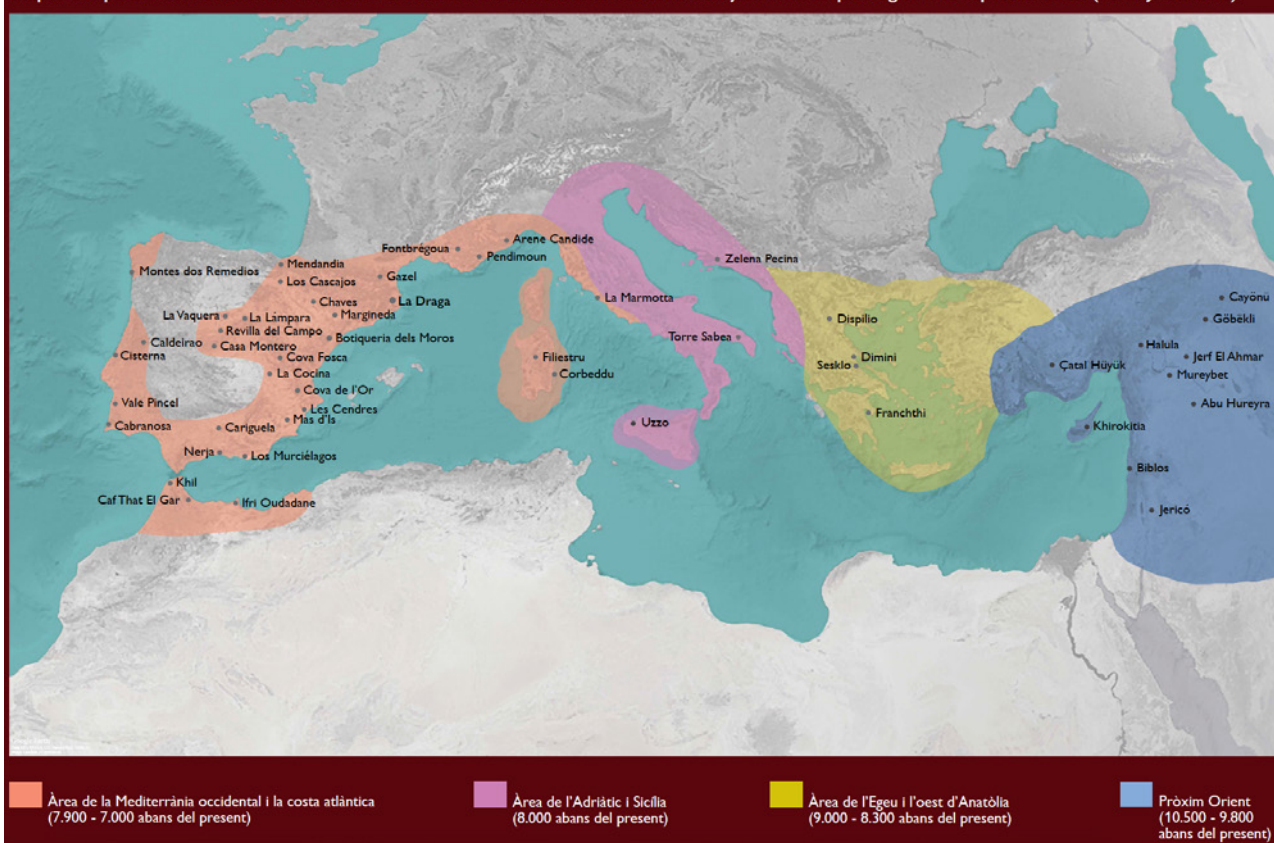 Montes dos Remedios
Mendandia
Los Cascajos
Fontbrégoua
Arene Candide
Pendimoun
Gazel
Chaves
La Draga
La Vaquera
La Lámpara
Margineda
Revilla del Campo
Caldeirao
Casa Montero
Botiqueria dels Moros
Cisterna
Cova Fosca
La Cocina
Cova de l'Or
Vale Pincel
Les Cendres
Mas d'Is
Cabranosa
Cariguela
Nerja
Los Murciélagos
Khil
Caf That El Gar
Ifri Oudadane
Filiestru
Corbeddu
La Marmotta
Zelena Pecina
Torre Sabea
Uzzo
Dispilio
Dimini
Sesklo
Franchthi
Cayönü
Göbëkli
Halula
Jerf El Ahmar
Çatal Hüyük
Mureybet
Abu Hureyra
Khirokitia
Biblos
Jericó
Àrea de la Mediterrània occidental i la costa atlàntica
(7.900 - 7.000 abans del present)
Àrea de l'Adriàtic i Sicília
(8.000 abans del present)
Àrea de l'Egeu i l'oest d'Anatòlia
(9.000 - 8.300 abans del present)
Pròxim Orient
(10.500 - 9.800
abans del present)